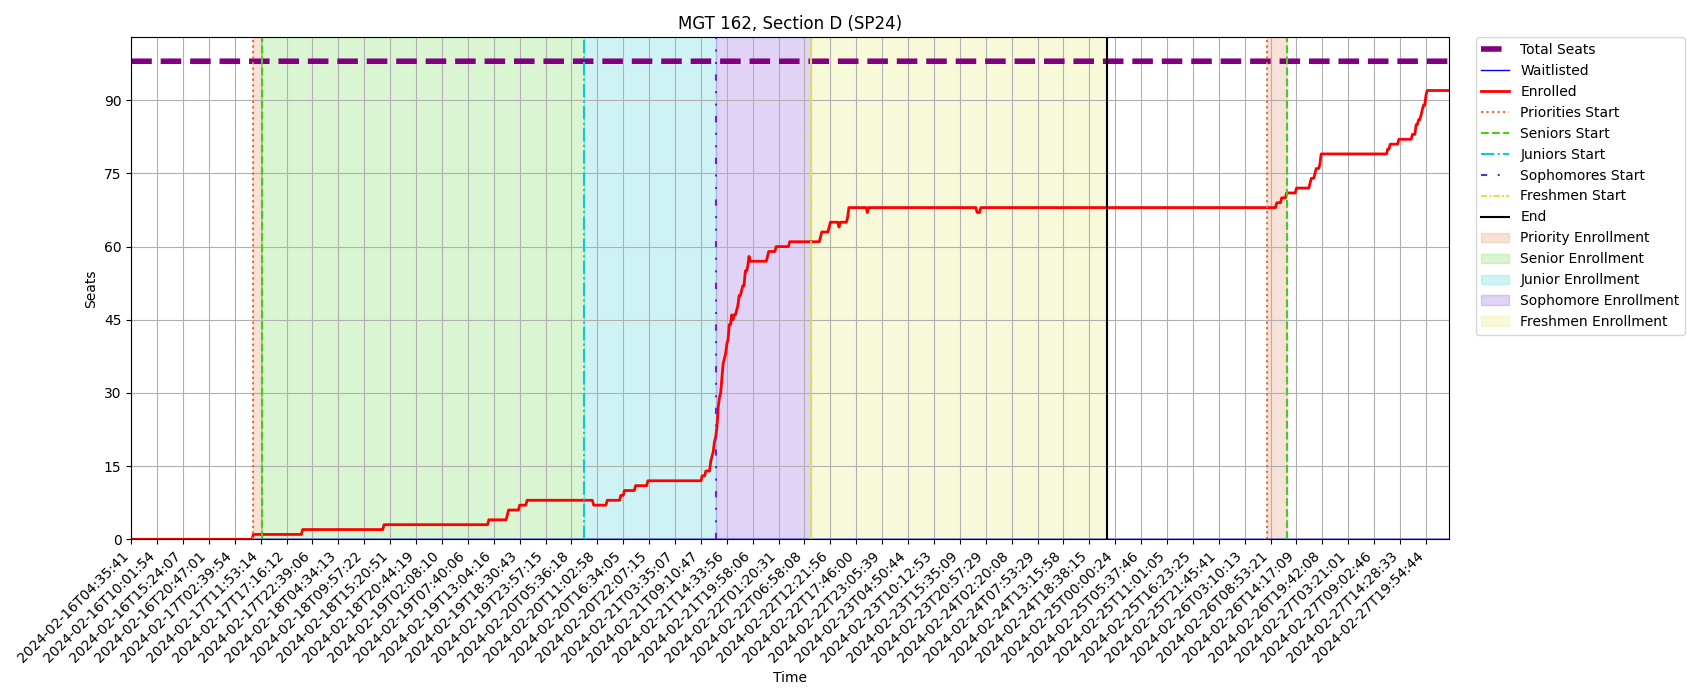 MGT 162, Section D (SP24)
Total Seats
Waitlisted
Enrolled
Priorities Start
Seniors Start
Juniors Start
Sophomores Start
Freshmen Start
End
Priority Enrollment
Senior Enrollment
Junior Enrollment
Sophomore Enrollment
Freshmen Enrollment
Seats
90
75
60
45
30
15
0
2024-02-16T04:35:41
2024-02-16T10:01:54
2024-02-16T15:24:07
2024-02-16T20:47:01
2024-02-17T02:39:54
2024-02-17T11:53:14
2024-02-17T17:16:12
2024-02-17T22:39:06
2024-02-18T04:34:13
2024-02-18T09:57:22
2024-02-18T15:20:51
2024-02-18T20:44:19
2024-02-19T02:08:10
2024-02-19T07:40:06
2024-02-19T13:04:16
2024-02-19T18:30:43
2024-02-19T23:57:15
2024-02-20T05:36:18
2024-02-20T11:02:58
2024-02-20T16:34:05
2024-02-20T22:07:15
2024-02-21T03:35:07
2024-02-21T09:10:47
2024-02-21T14:33:56
2024-02-21T19:58:06
2024-02-22T01:20:31
2024-02-22T06:58:08
2024-02-22T12:21:56
2024-02-22T17:46:00
2024-02-22T23:05:39
2024-02-23T04:50:44
2024-02-23T10:12:53
2024-02-23T15:35:09
2024-02-23T20:57:29
2024-02-24T02:20:08
2024-02-24T07:53:29
2024-02-24T13:15:58
2024-02-24T18:38:15
2024-02-25T00:00:24
2024-02-25T05:37:46
2024-02-25T11:01:05
2024-02-25T16:23:25
2024-02-25T21:45:41
2024-02-26T03:10:13
2024-02-26T08:53:21
2024-02-26T14:17:09
2024-02-26T19:42:08
2024-02-27T03:21:01
2024-02-27T09:02:46
2024-02-27T14:28:33
2024-02-27T19:54:44
Time